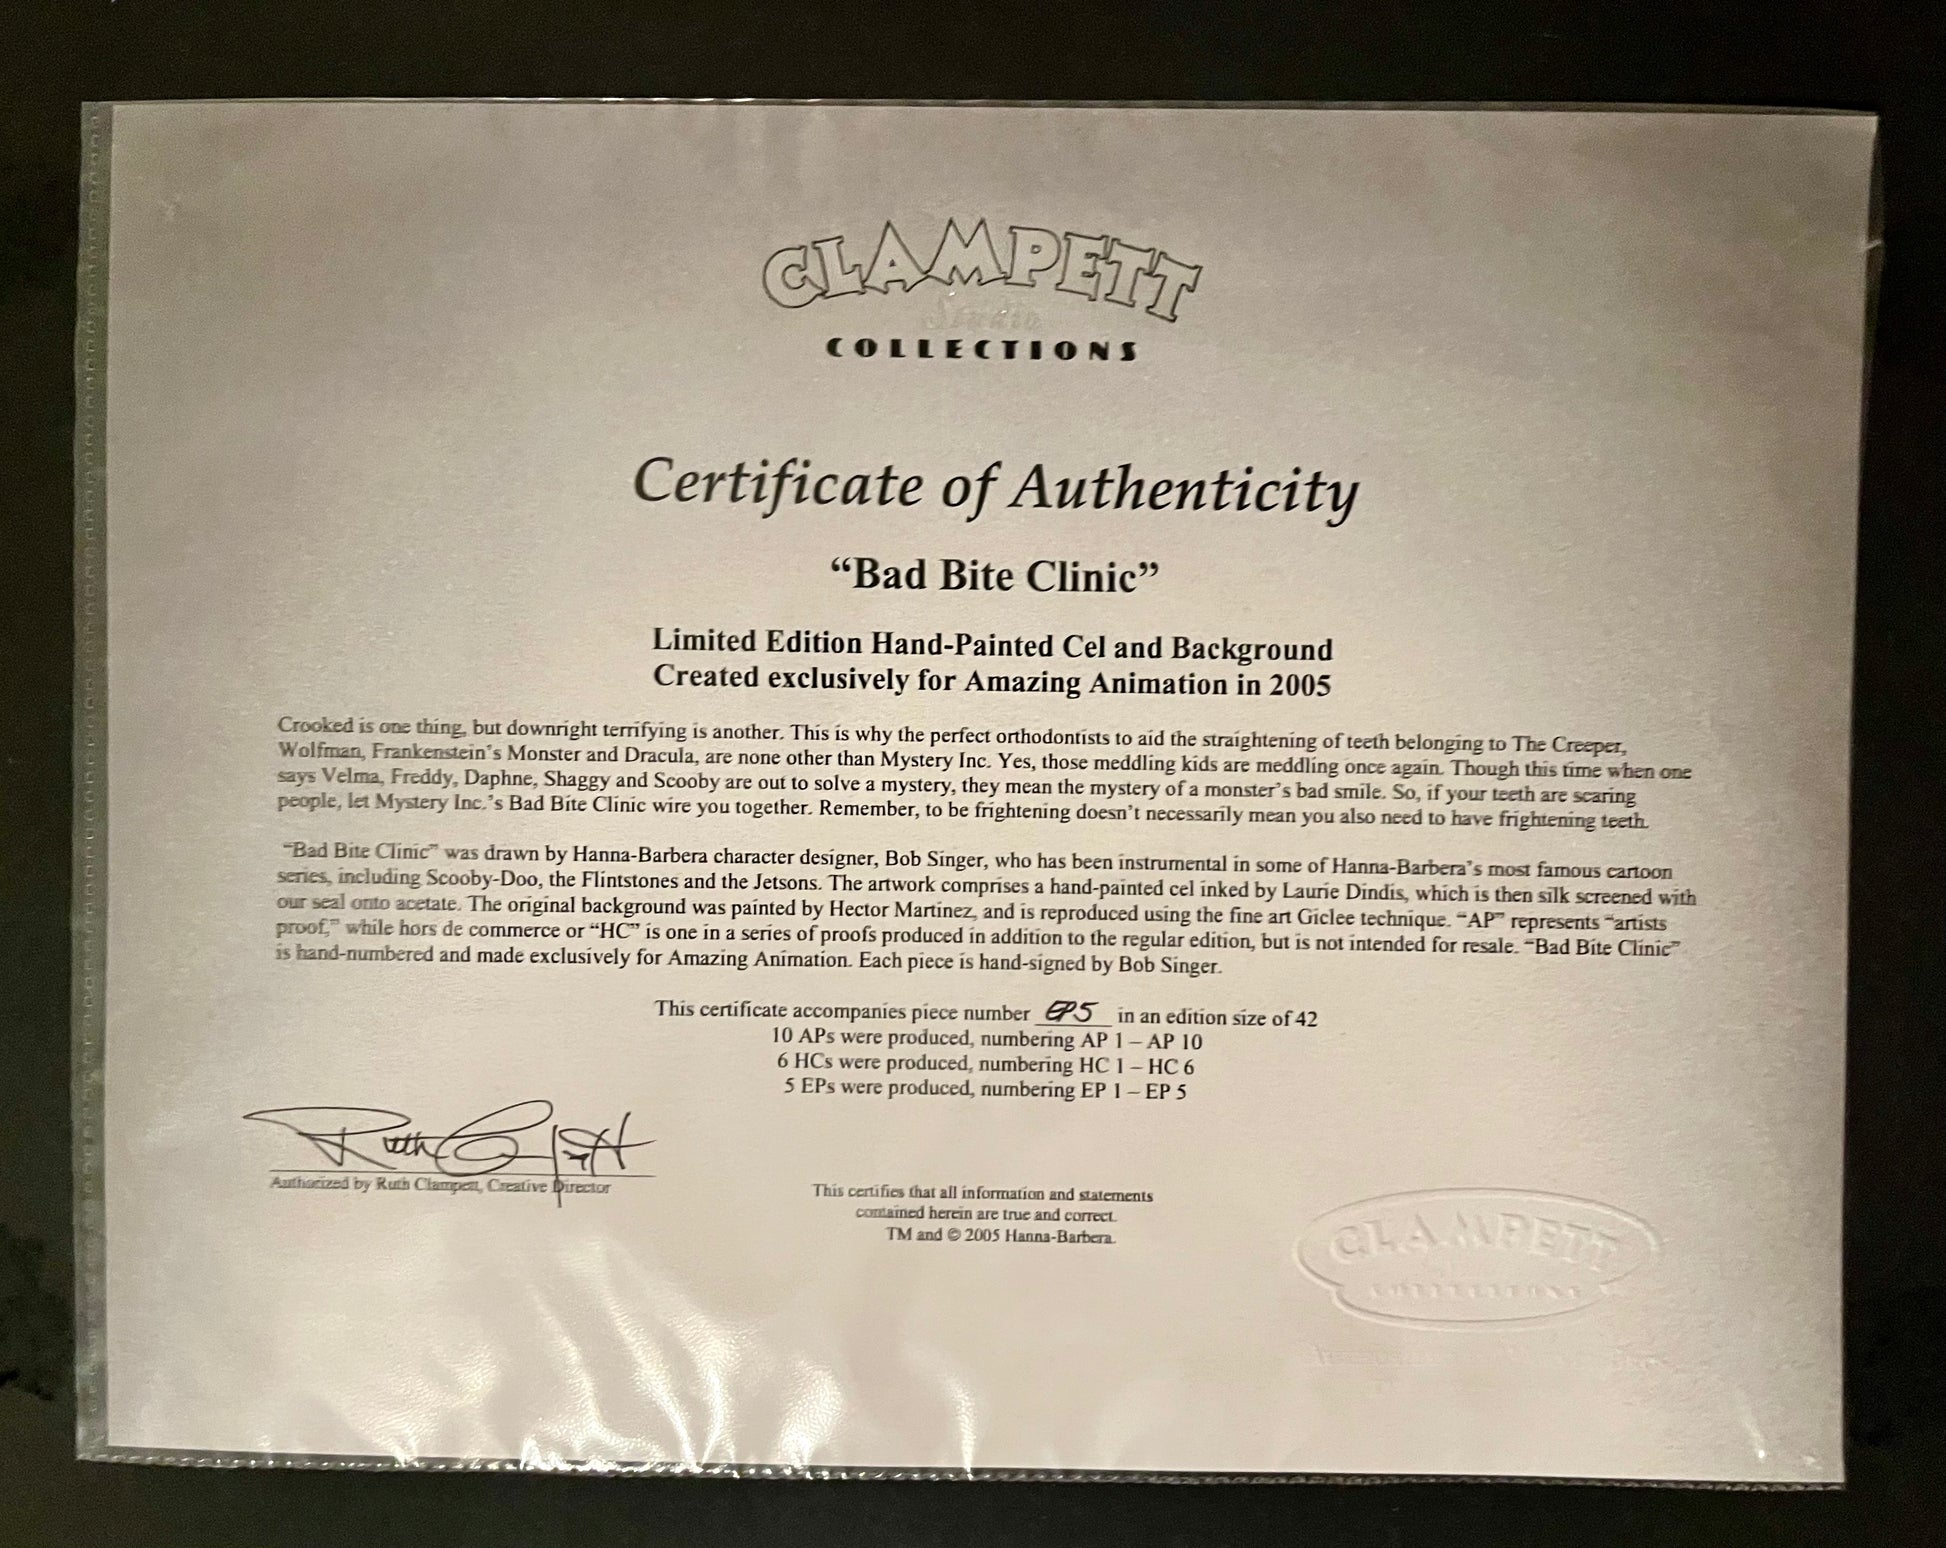 CLAMPETT
Studio
COLLECTIONS
Certificate of Authenticity
“Bad Bite Clinic”
Limited Edition Hand-Painted Cel and Background
Created exclusively for Amazing Animation in 2005
Crooked is one thing, but downright terrifying is another. This is why the perfect orthodontists to aid the straightening of teeth belonging to The Creeper,
Wolfman, Frankenstein’s Monster and Dracula, are none other than Mystery Inc. Yes, those meddling kids are meddling once again. Though this time when one
says Velma, Freddy, Daphne, Shaggy and Scooby are out to solve a mystery, they mean the mystery of a monster’s bad smile. So, if your teeth are scaring
people, let Mystery Inc.’s Bad Bite Clinic wire you together. Remember, to be frightening doesn’t necessarily mean you also need to have frightening teeth.
“Bad Bite Clinic” was drawn by Hanna-Barbera character designer, Bob Singer, who has been instrumental in some of Hanna-Barbera’s most famous cartoon
series, including Scooby-Doo, the Flintstones and the Jetsons. The artwork comprises a hand-painted cel inked by Laurie Dindis, which is then silk screened with
our seal onto acetate. The original background was painted by Hector Martinez, and is reproduced using the fine art Giclee technique. “AP” represents “artists
proof,” while hors de commerce or “HC” is one in a series of proofs produced in addition to the regular edition, but is not intended for resale. “Bad Bite Clinic”
is hand-numbered and made exclusively for Amazing Animation. Each piece is hand-signed by Bob Singer.
This certificate accompanies piece number EP5 in an edition size of 42
10 APs were produced, numbering AP 1 – AP 10
6 HCs were produced, numbering HC 1 – HC 6
5 EPs were produced, numbering EP 1 – EP 5
Ruth Clampett
Authorized by Ruth Clampett, Creative Director
This certifies that all information and statements
contained herein are true and correct.
TM and © 2005 Hanna-Barbera.
CLAMPETT
COLLECTIONS